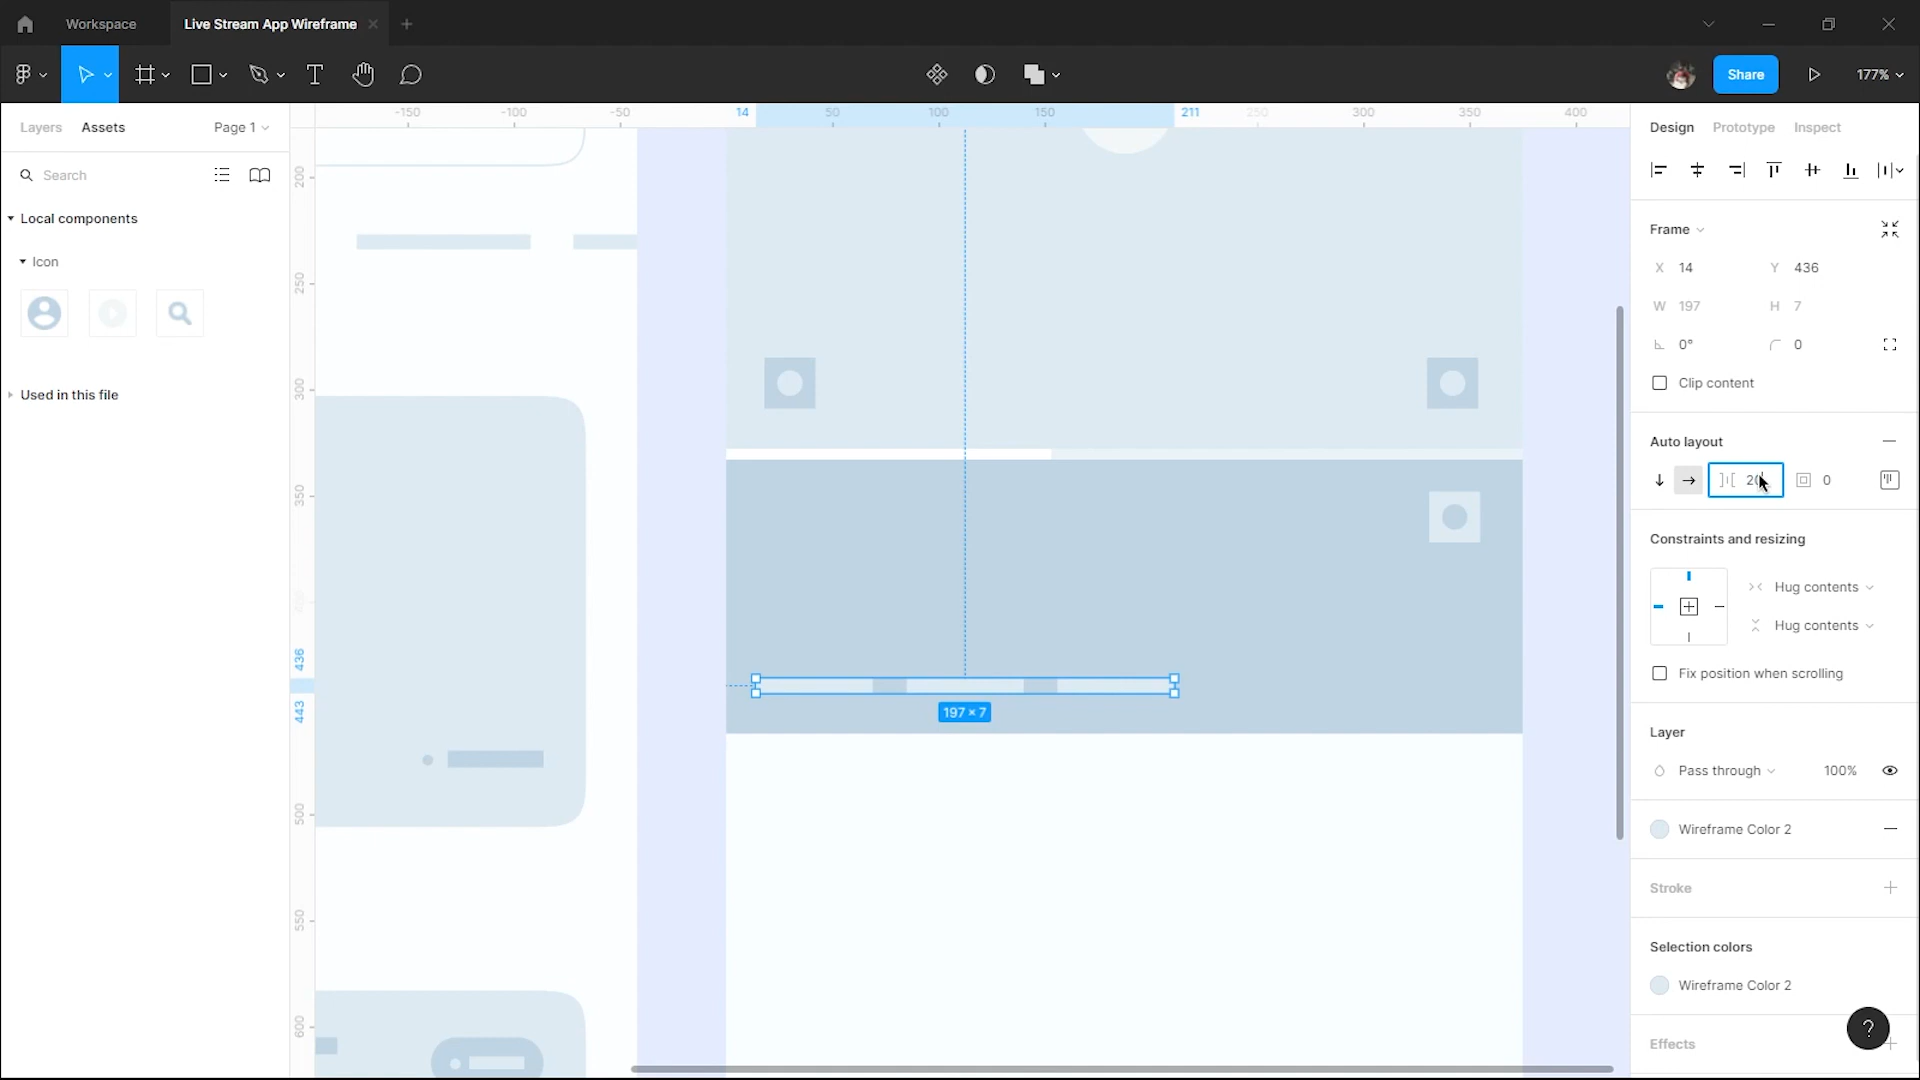 Workspace
Live Stream App Wireframe
Share
177%
-150
-100
-50
14
50
100
150
211
250
300
350
400
Layers
Assets
Page 1
Design
Prototype
Inspect
Search
200
Local components
Frame
Icon
X 14
Y 436
250
W 197
H 7
0°
0
Clip content
300
Used in this file
Auto layout
20
0
350
Constraints and resizing
Hug contents
Hug contents
436
Fix position when scrolling
443
197 × 7
Layer
Pass through
100%
500
Wireframe Color 2
Stroke
550
Selection colors
Wireframe Color 2
600
?
Effects